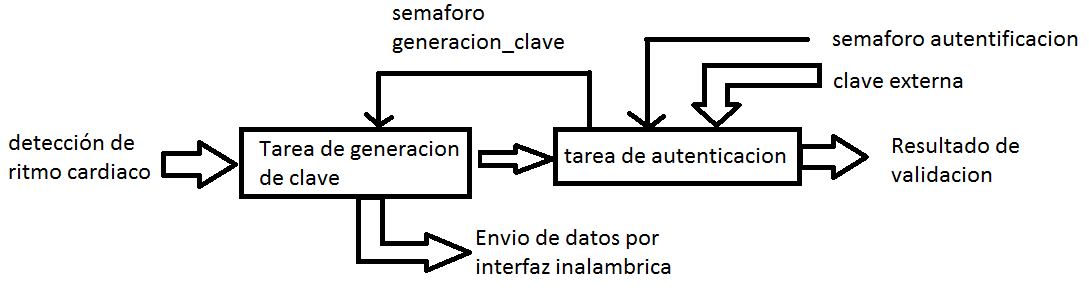 semaforo
generacion_clave
semaforo autentificacion
clave externa
detección de
ritmo cardiaco
Tarea de generacion
de clave
tarea de autenticacion
Resultado de
validacion
Envio de datos por
interfaz inalambrica